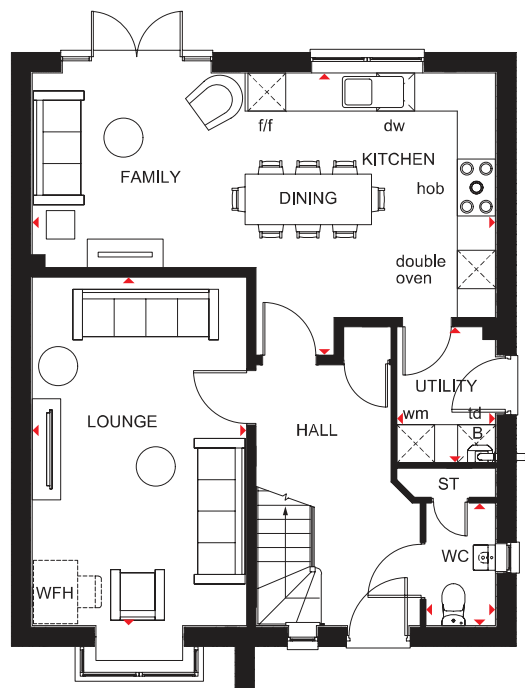 f/f
dw
KITCHEN
FAMILY
hob
DINING
double
oven
UTILITY
wm
td
B
LOUNGE
HALL
ST
WC
WFH